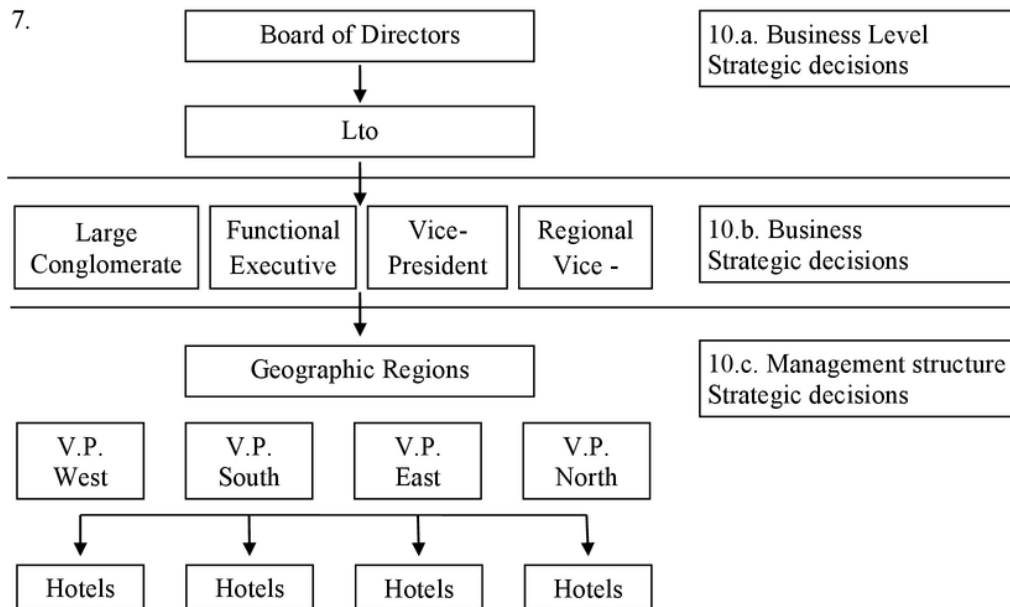 7.
Board of Directors
10.a. Business Level
Strategic decisions
Lto
Large
Conglomerate
Functional
Executive
Vice-
President
Regional
Vice -
10.b. Business
Strategic decisions
Geographic Regions
10.c. Management structure
Strategic decisions
V.P.
West
V.P.
South
V.P.
East
V.P.
North
Hotels
Hotels
Hotels
Hotels